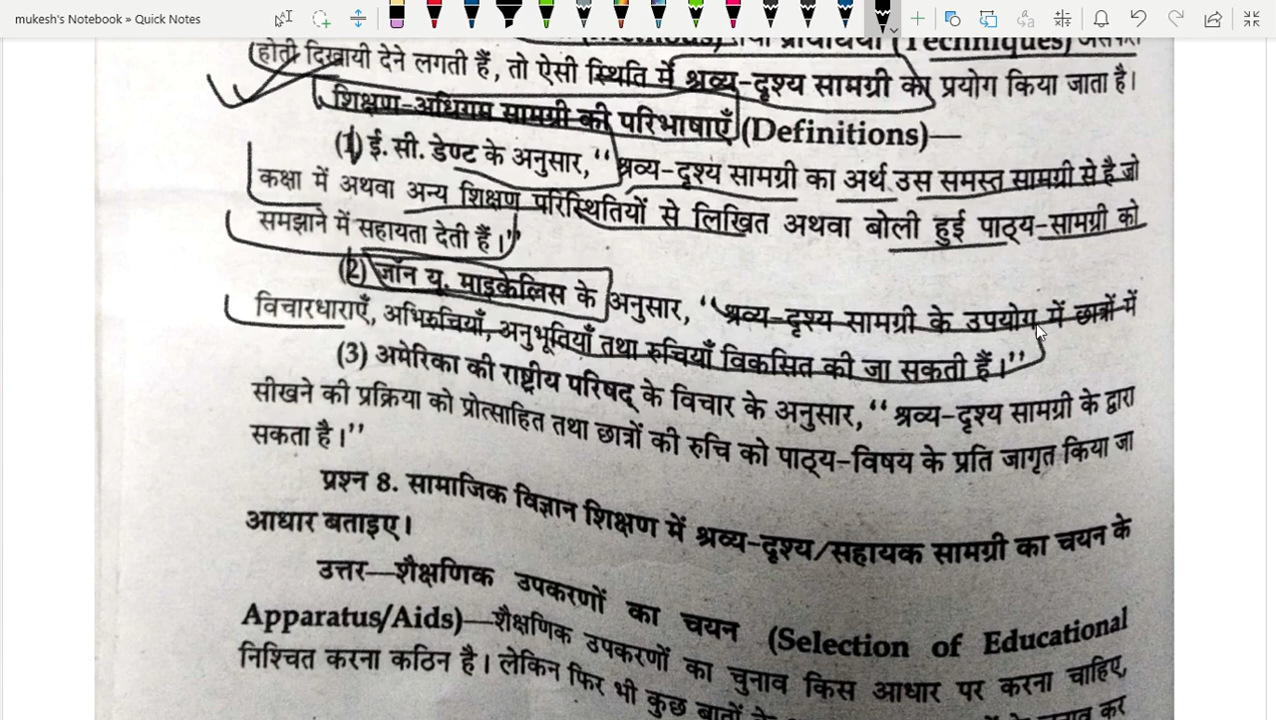 mukesh's Notebook » Quick Notes
तथा प्राविधियों (Techniques) असफल
होती दिखायी देने लगती हैं, तो ऐसी स्थिति में श्रव्य-दृश्य सामग्री का प्रयोग किया जाता है।
शिक्षण-अधिगम सामग्री की परिभाषाएँ (Definitions)—
(1) ई. सी. डेण्ट के अनुसार, ‘‘श्रव्य-दृश्य सामग्री का अर्थ उस समस्त सामग्री से है जो
कक्षा में अथवा अन्य शिक्षण परिस्थितियों से लिखित अथवा बोली हुई पाठ्य-सामग्री को
समझाने में सहायता देती है।’’
(2) जॉन यू. माइकेलिस के अनुसार, ‘‘श्रव्य-दृश्य सामग्री के उपयोग में छात्रों में
विचारधाराएँ, अभिरुचियाँ, अनुभूतियाँ तथा रुचियाँ विकसित की जा सकती हैं।’’
(3) अमेरिका की राष्ट्रीय परिषद् के विचार के अनुसार, ‘‘श्रव्य-दृश्य सामग्री के द्वारा
सीखने की प्रक्रिया को प्रोत्साहित तथा छात्रों की रुचि को पाठ्य-विषय के प्रति जागृत किया जा
सकता है।’’
प्रश्न 8. सामाजिक विज्ञान शिक्षण में श्रव्य-दृश्य/सहायक सामग्री का चयन के
आधार बताइए।
उत्तर—शैक्षणिक उपकरणों का चयन (Selection of Educational
Apparatus/Aids)—शैक्षणिक उपकरणों का चुनाव किस आधार पर करना चाहिए,
निश्चित करना कठिन है। लेकिन फिर भी कुछ बातों के